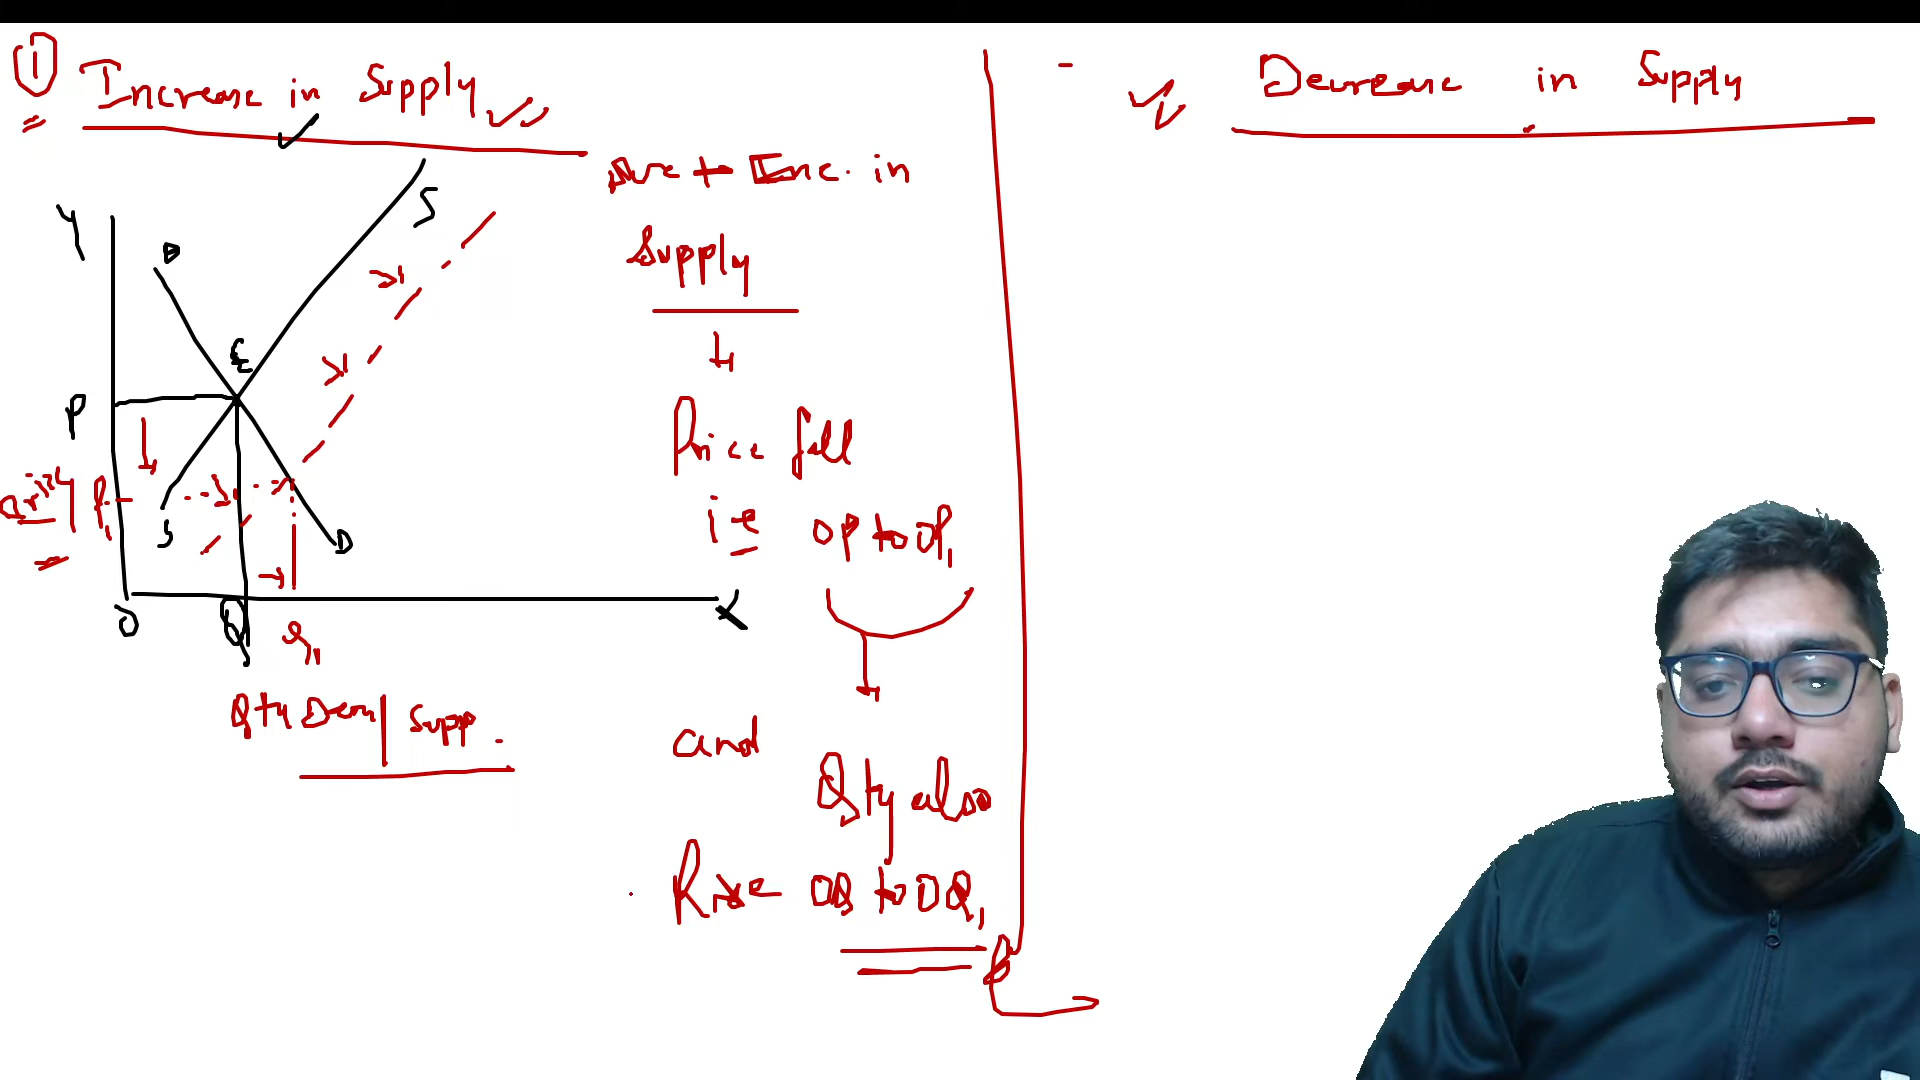 1
Increase in Supply
Due to Inc. in
Supply
Price fall
i.e OP to OP1
and
Qty also
Rise OQ to OQ1
Y
D
S
E
P
P1
S
D
O
Q
Q1
X
Qty Dem/Supp.
Decrease in Supply